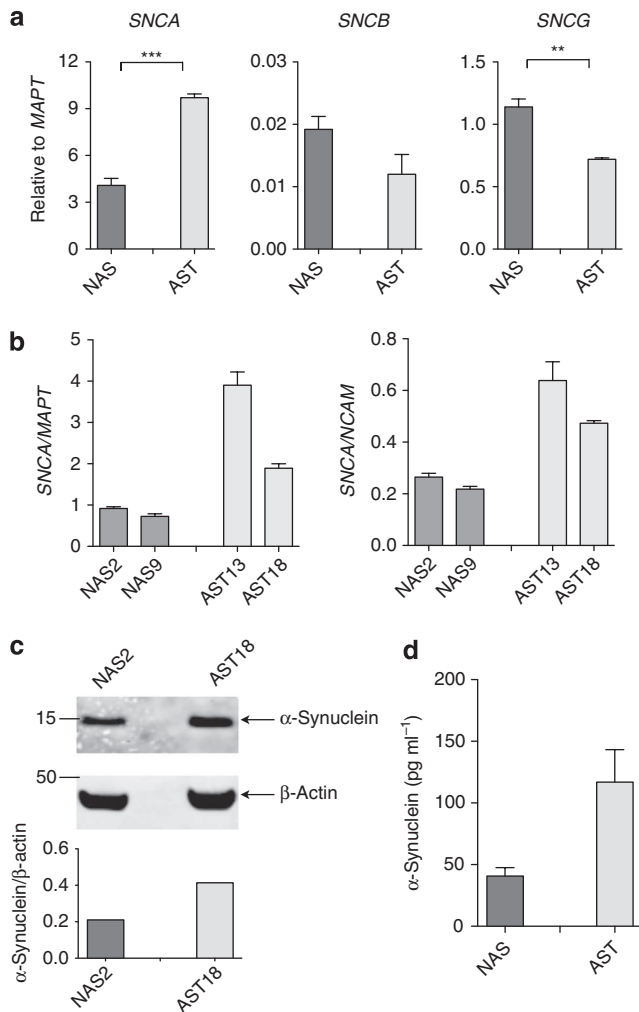 a
SNCA SNCB SNCG
Relative to MAPT
12
9
6
3
0
NAS AST
***
0.03
0.02
0.01
0.00
NAS AST
1.5
1.0
0.5
0.0
NAS AST
**
b
SNCA/MAPT
5
4
3
2
1
0
NAS2 NAS9 AST13 AST18
SNCA/NCAM
0.8
0.6
0.4
0.2
0.0
NAS2 NAS9 AST13 AST18
c
NAS2 AST18
15
α-Synuclein
50
β-Actin
α-Synuclein/β-actin
0.6
0.4
0.2
0.0
NAS2 AST18
d
α-Synuclein (pg ml⁻¹)
200
150
100
50
0
NAS AST